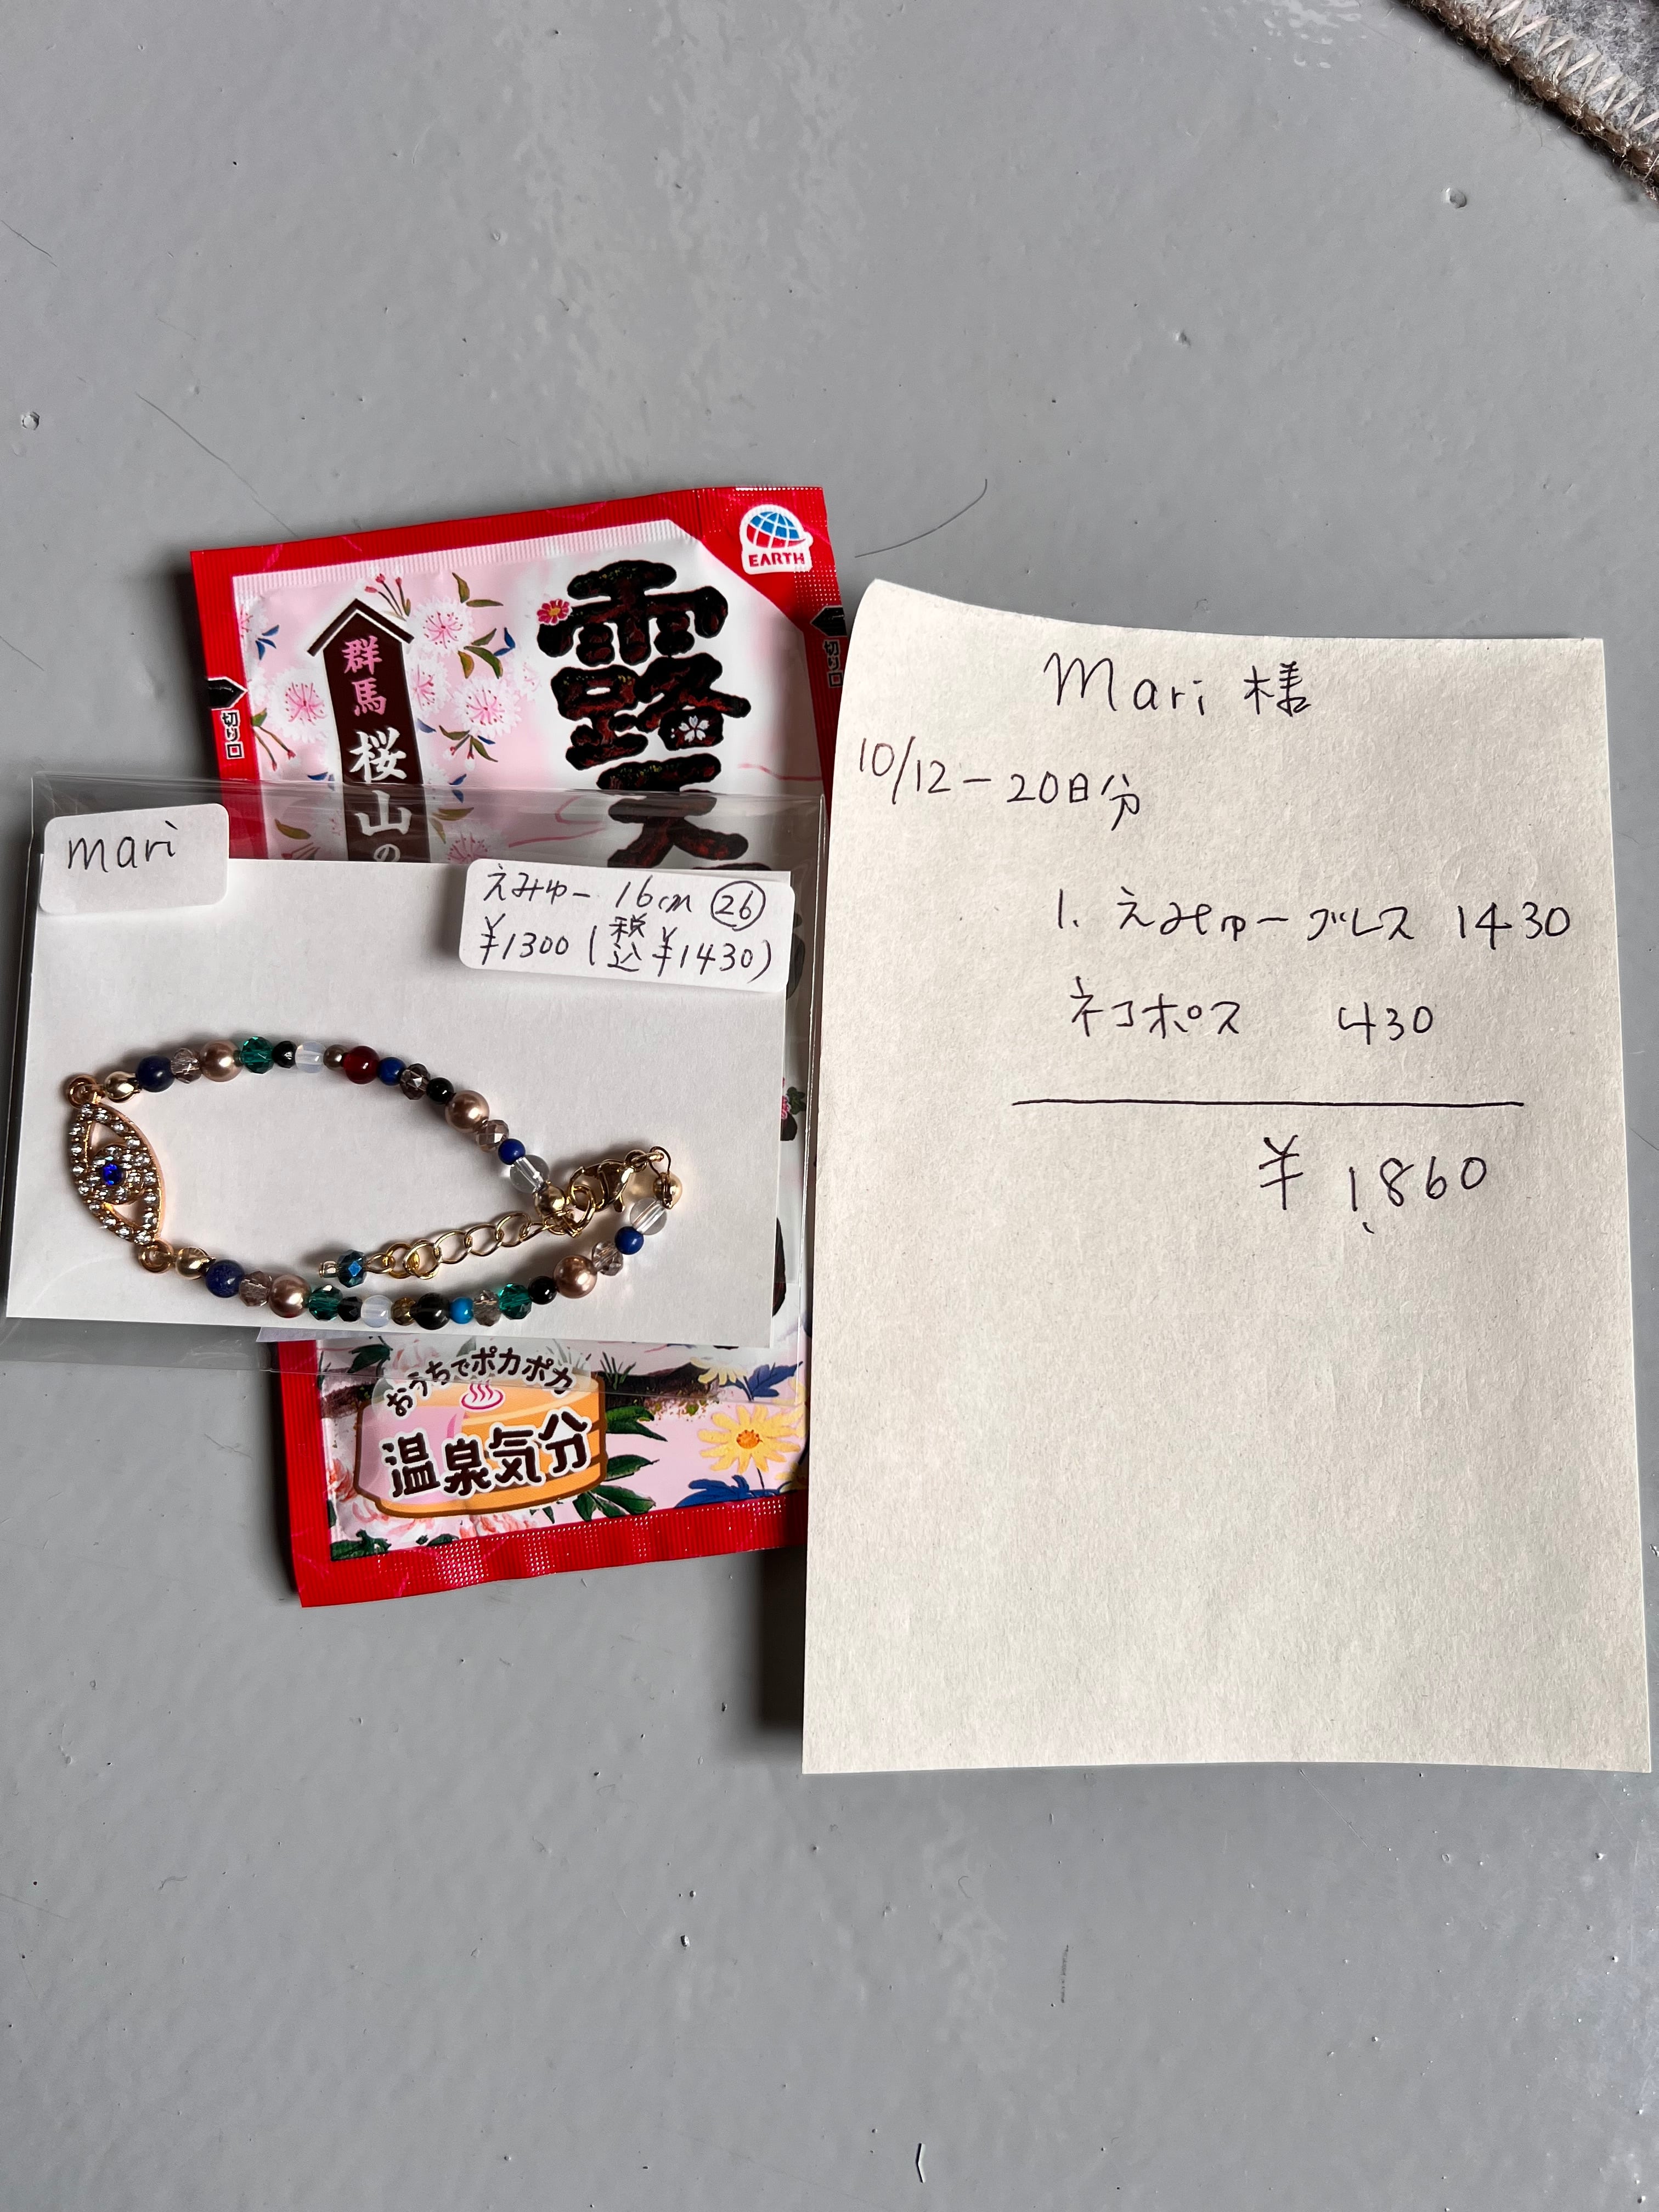 EARTH
露天
群馬
桜山の
切り口
切り口
mari
えみゅー 16cm ㉖
¥1300(税込¥1430)
おうちでポカポカ
温泉気分
Mari 様
10/12-20日分
1. えみゅーブレス 1430
ネコポス 430
¥ 1,860